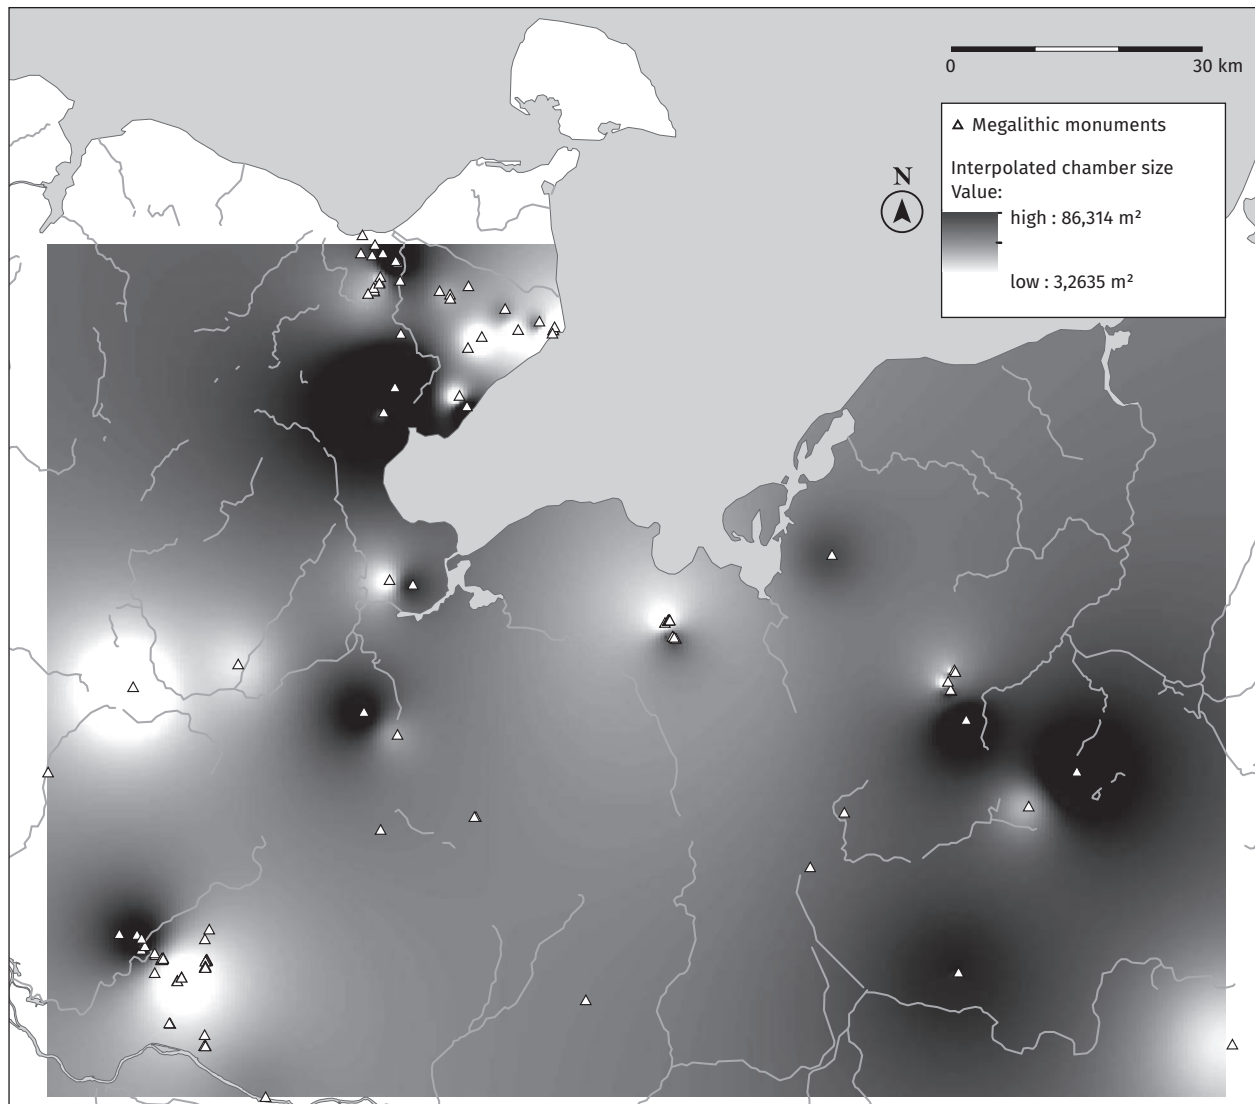 0 30 km
Megalithic monuments
Interpolated chamber size
Value:
high : 86,314 m²
low : 3,2635 m²
N